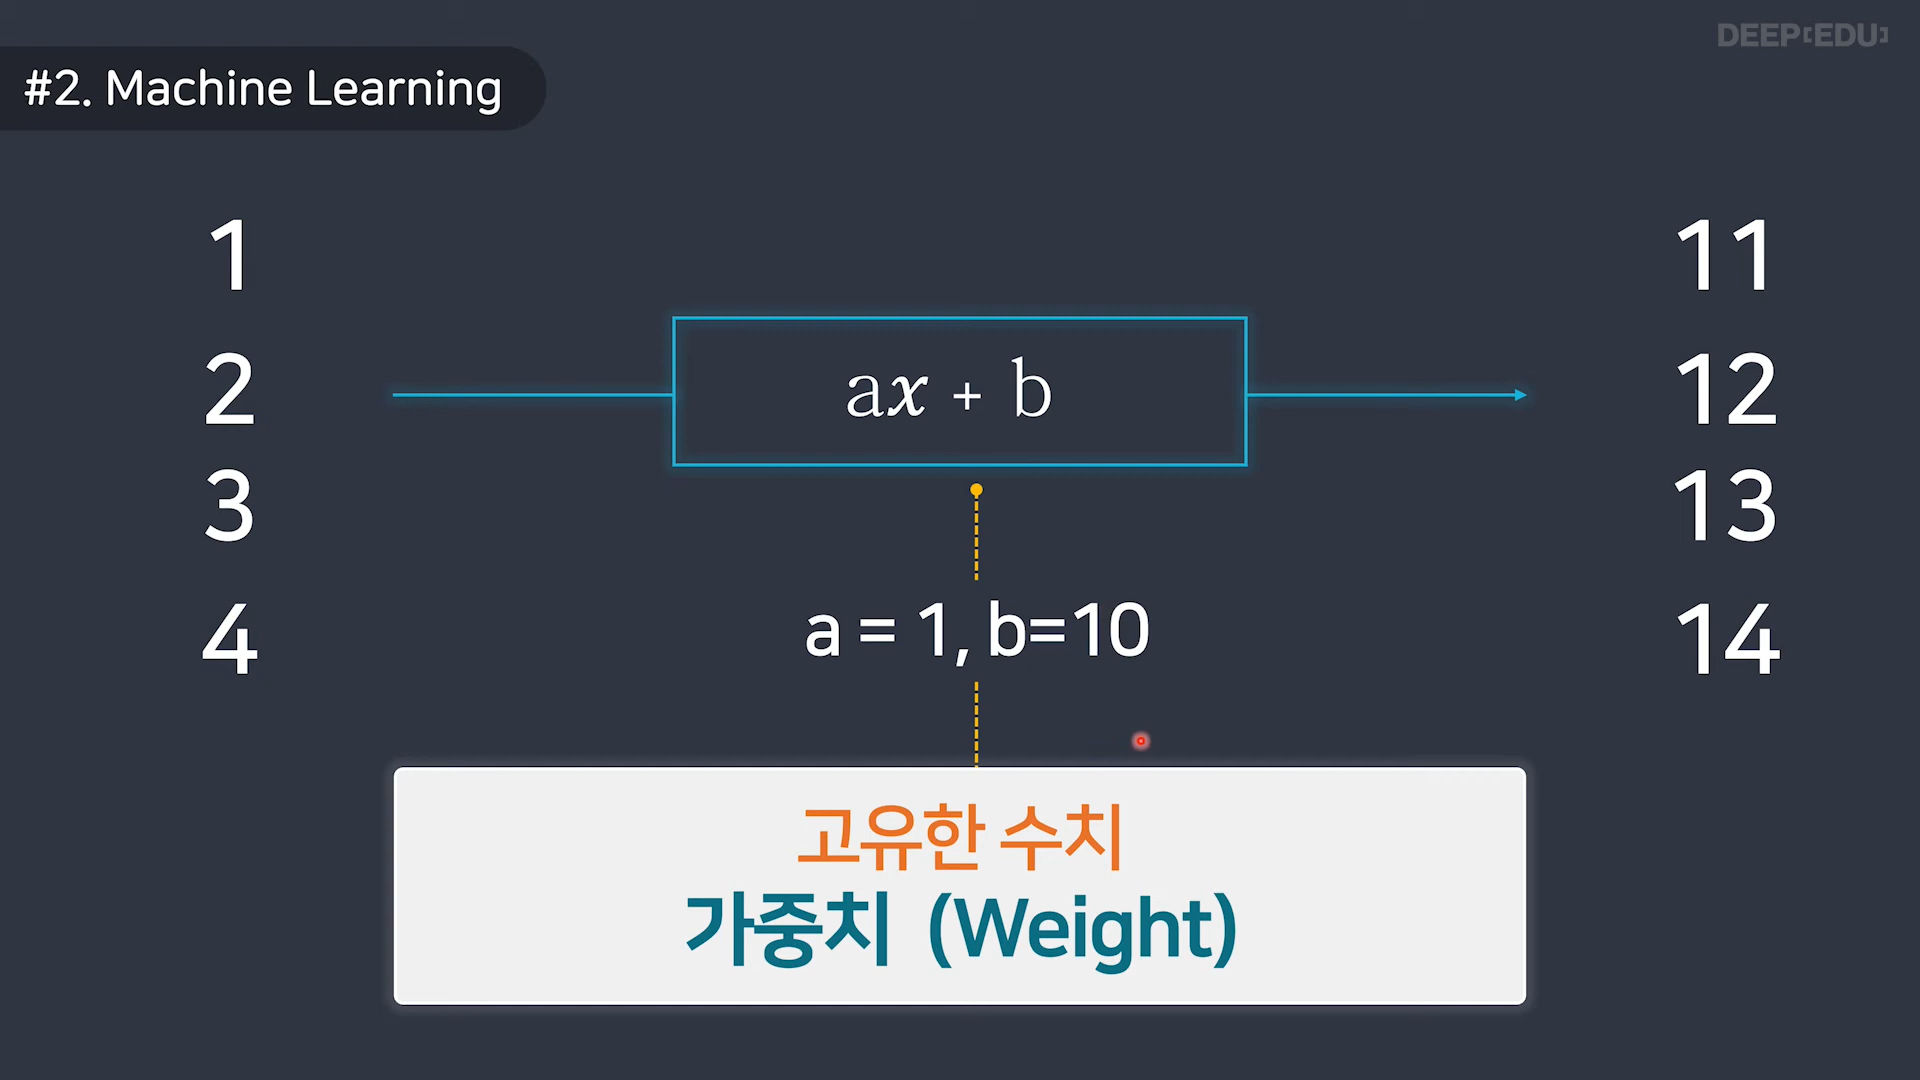 DEEP[EDU]
#2. Machine Learning
1
11
ax + b
2
12
3
13
a = 1, b=10
4
14
고유한 수치
가중치 (Weight)